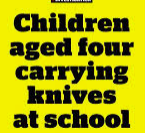 Children
aged four
carrying
knives
at school